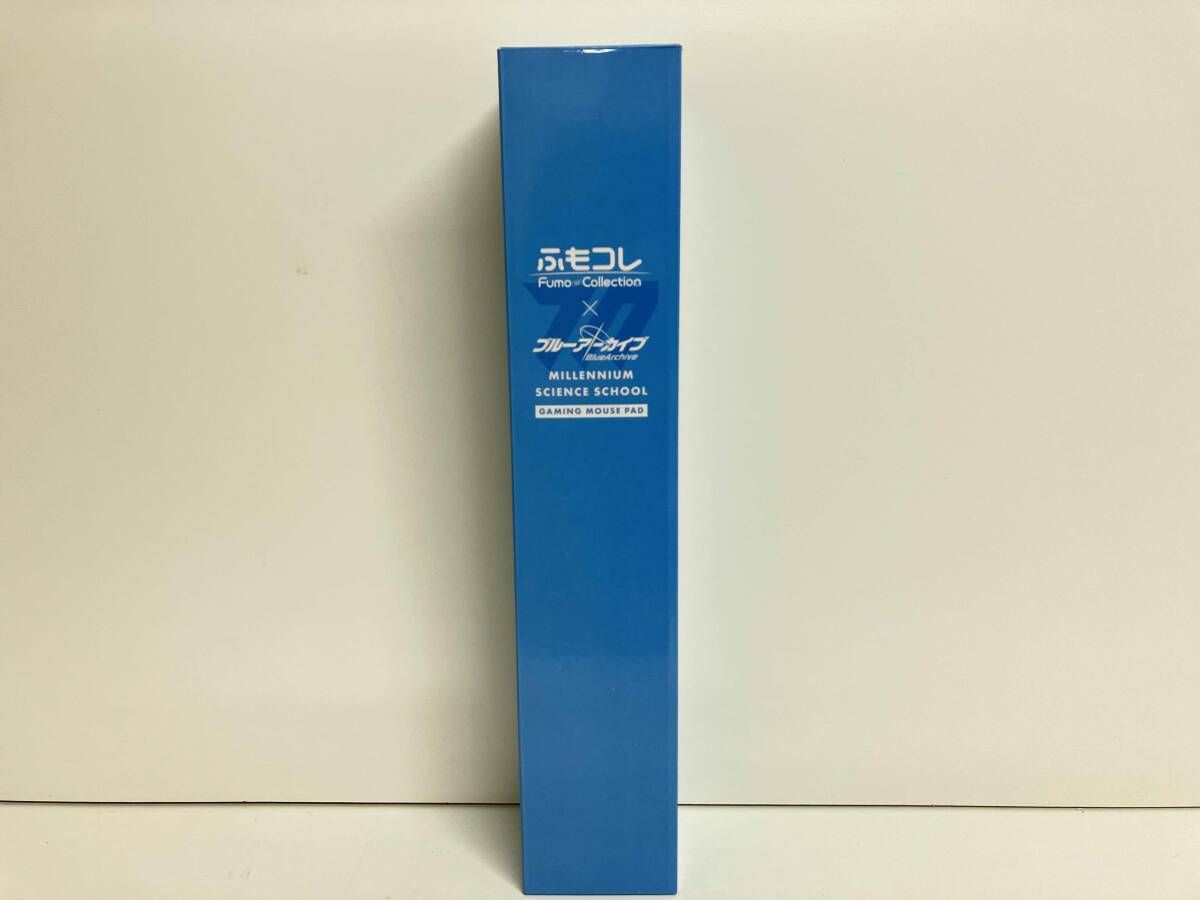 ふもコレ
Fumo Collection
×
ブルーアーカイブ
BlueArchive
MILLENNIUM
SCIENCE SCHOOL
GAMING MOUSE PAD